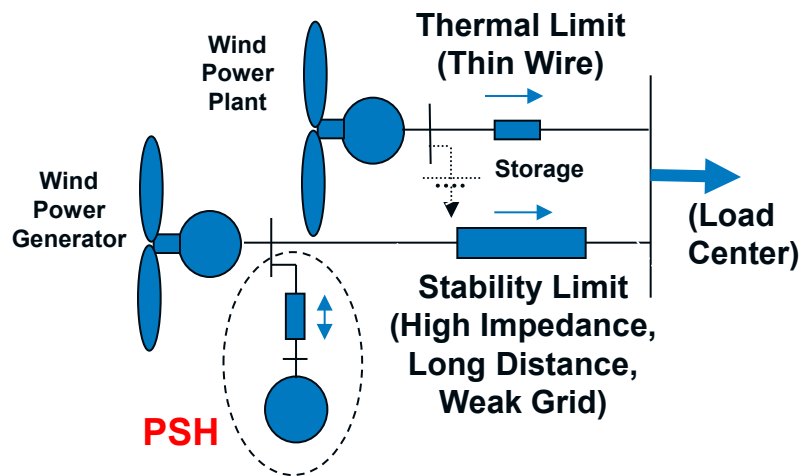 Wind
Power
Plant
Thermal Limit
(Thin Wire)
Storage
Wind
Power
Generator
(Load
Center)
Stability Limit
(High Impedance,
Long Distance,
Weak Grid)
PSH